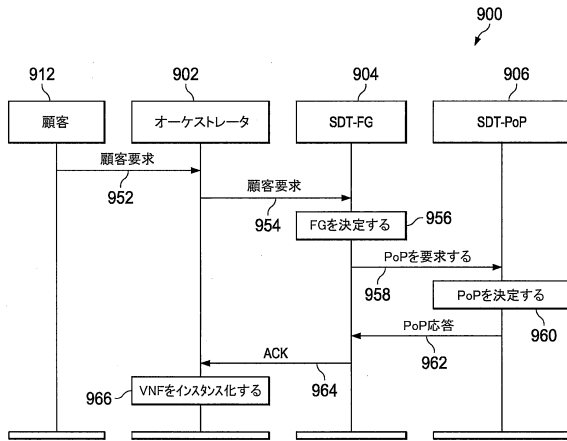 900
912
902
904
906
顧客
オーケストレータ
SDT-FG
SDT-PoP
顧客要求
952
顧客要求
954
FGを決定する
956
PoPを要求する
958
PoPを決定する
960
PoP応答
962
ACK
964
966
VNFをインスタンス化する